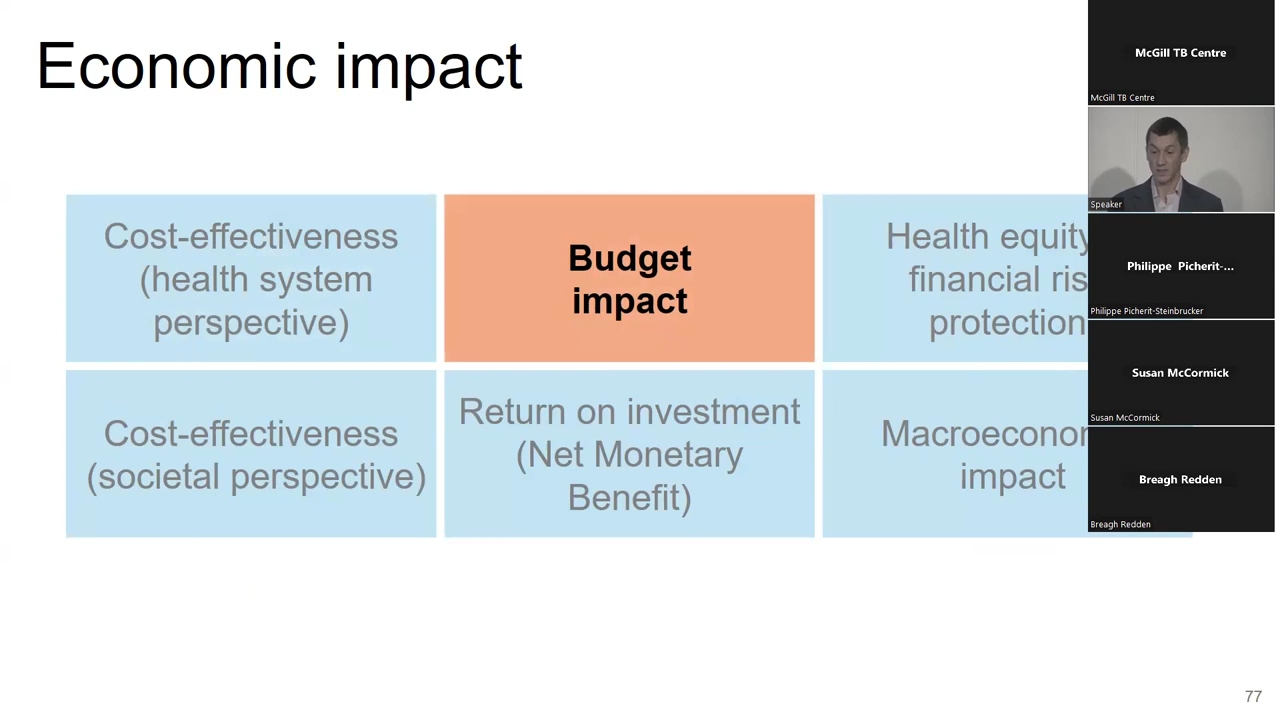 Economic impact
Cost-effectiveness
(health system
perspective)
Budget
impact
Health equity
financial ris
protection
Cost-effectiveness
(societal perspective)
Return on investment
(Net Monetary
Benefit)
Macroecono
impact
77
McGill TB Centre
McGill TB Centre
Speaker
Philippe Picherit-...
Philippe Picherit-Steinbrucker
Susan McCormick
Susan McCormick
Breagh Redden
Breagh Redden